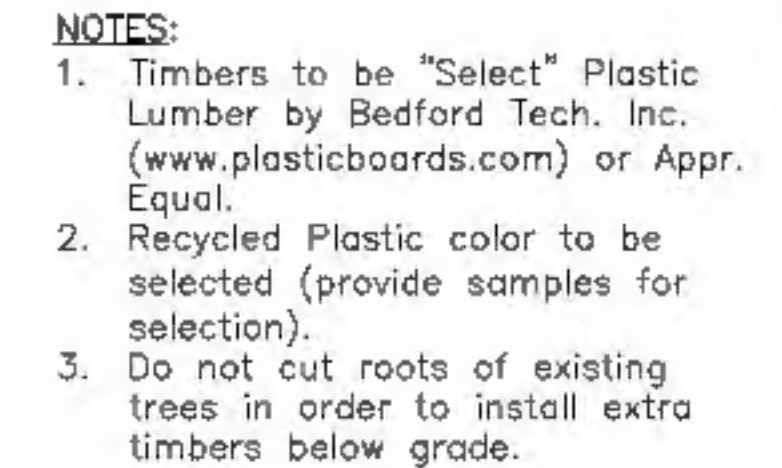 NOTES:
1. Timbers to be "Select" Plastic
Lumber by Bedford Tech. Inc.
(www.plasticboards.com) or Appr.
Equal.
2. Recycled Plastic color to be
selected (provide samples for
selection).
3. Do not cut roots of existing
trees in order to install extra
timbers below grade.